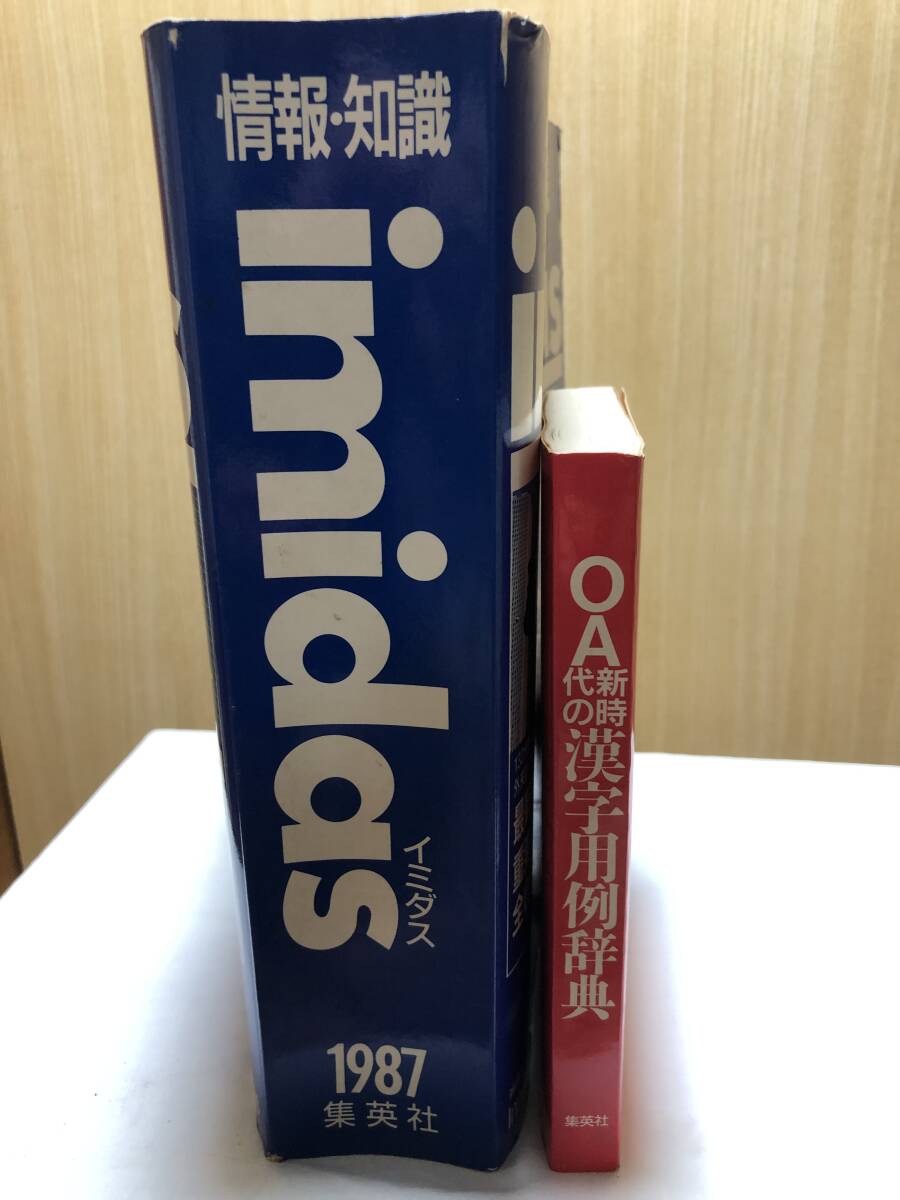 情報・知識
imidas
イミダス
1987
集英社
OA
新時
代の
漢字用例辞典
集英社